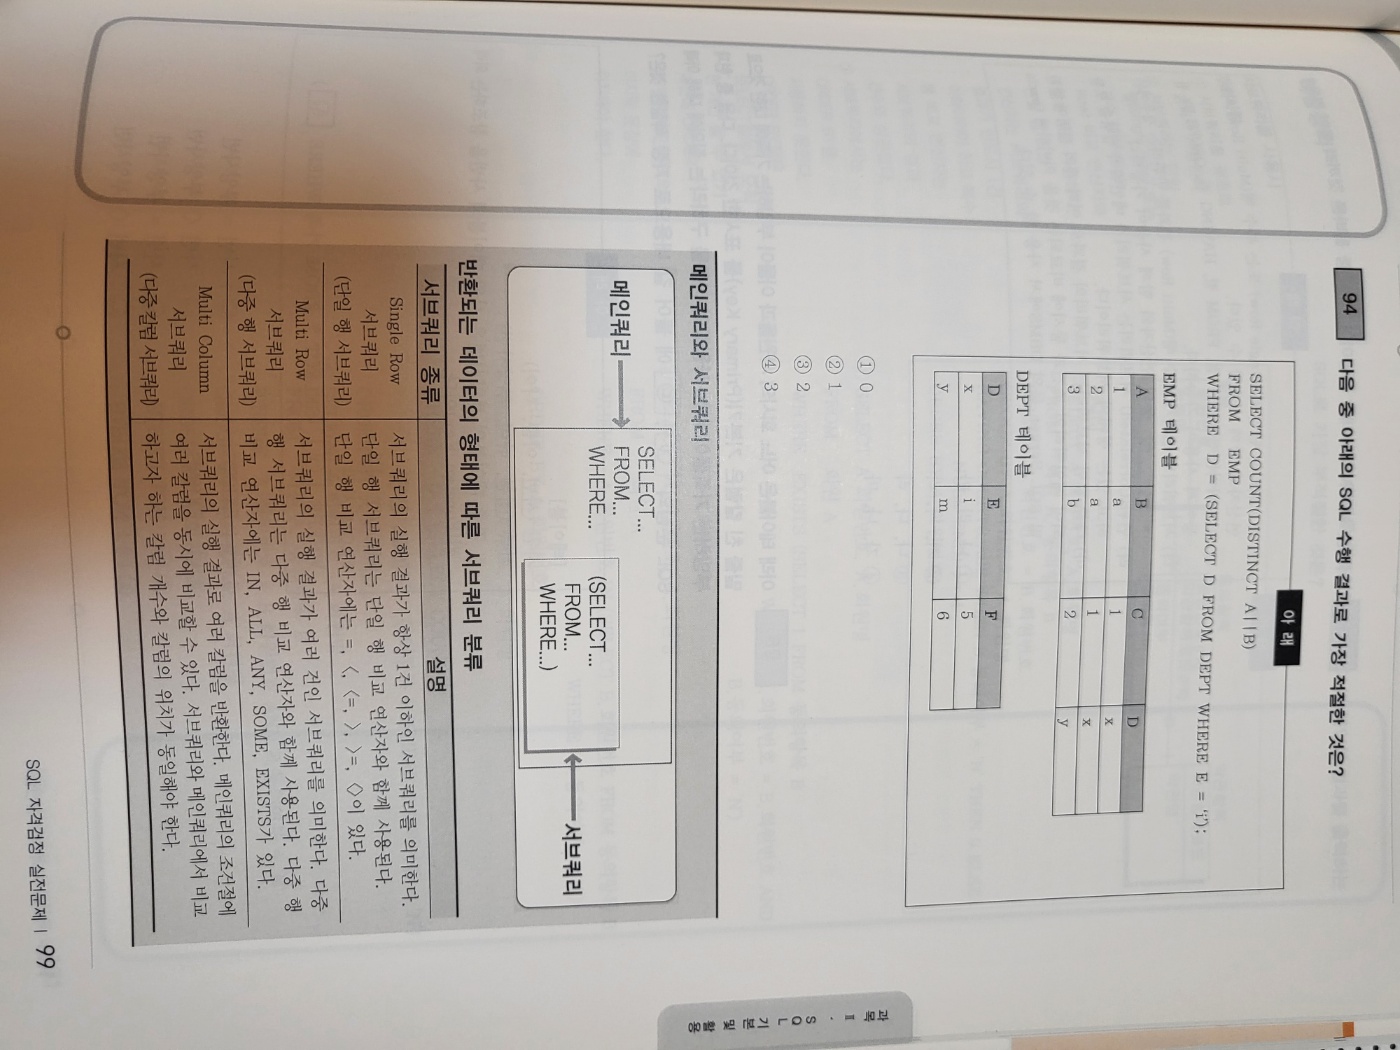 94 다음 중 아래의 SQL 수행 결과로 가장 적절한 것은?
아 래
SELECT COUNT(DISTINCT A||B)
FROM EMP
WHERE D = (SELECT D FROM DEPT WHERE E = 'i');
EMP 테이블
A B C D
1 a 1 x
2 a 1 x
3 b 2 y
DEPT 테이블
D E F
x i 5
y m 6
① 0
② 1
③ 2
④ 3
메인쿼리와 서브쿼리
메인쿼리
SELECT...
FROM...
WHERE...
(SELECT...
FROM...
WHERE...)
서브쿼리
반환되는 데이터의 형태에 따른 서브쿼리 분류
서브쿼리 종류 설명
Single Row
서브쿼리
(단일 행 서브쿼리)
서브쿼리의 실행 결과가 항상 1건 이하인 서브쿼리를 의미한다.
단일 행 서브쿼리는 단일 행 비교 연산자와 함께 사용된다.
단일 행 비교 연산자에는 =, <, <=, >, >=, <>이 있다.
Multi Row
서브쿼리
(다중 행 서브쿼리)
서브쿼리의 실행 결과가 여러 건인 서브쿼리를 의미한다. 다중
행 서브쿼리는 다중 행 비교 연산자와 함께 사용된다. 다중 행
비교 연산자에는 IN, ALL, ANY, SOME, EXISTS가 있다.
Multi Column
서브쿼리
(다중 컬럼 서브쿼리)
서브쿼리의 실행 결과로 여러 칼럼을 반환한다. 메인쿼리의 조건절에
여러 칼럼을 동시에 비교할 수 있다. 서브쿼리와 메인쿼리에서 비교
하고자 하는 칼럼 개수와 칼럼의 위치가 동일해야 한다.
과목 Ⅱ. SQL 기본 및 활용
SQL 자격검정 실전문제 | 99